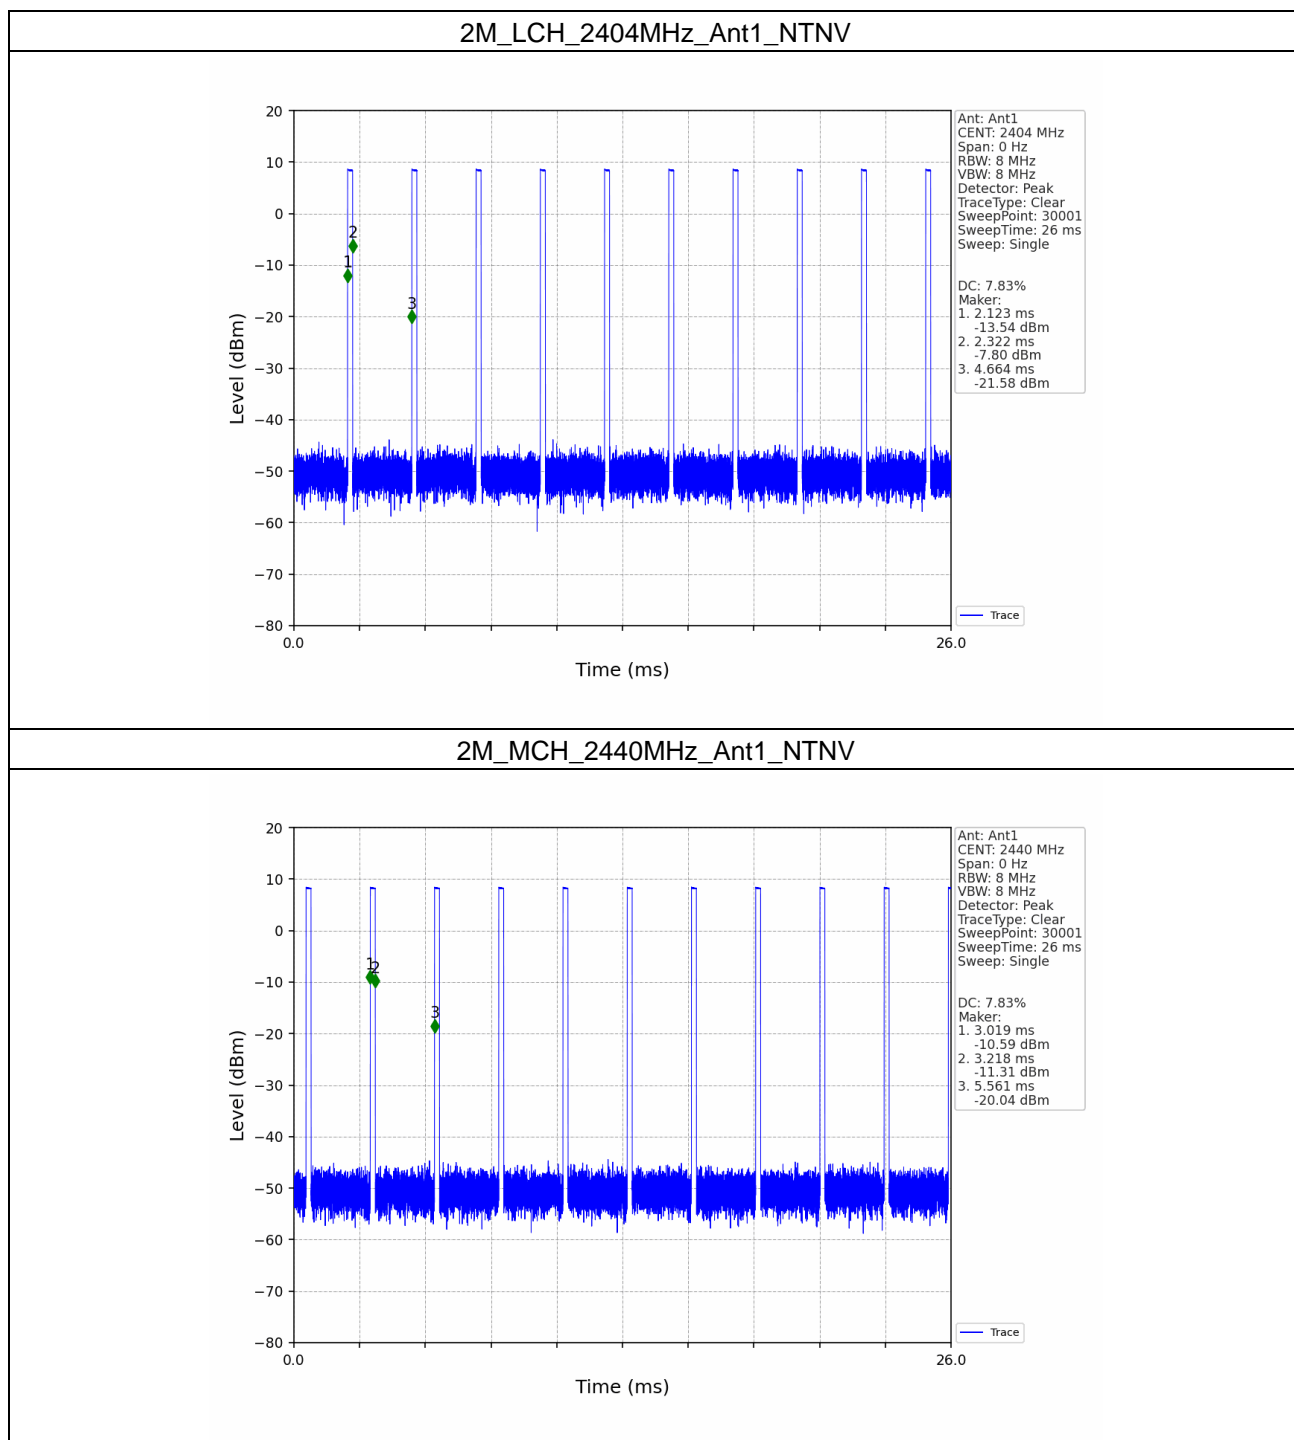 2M_LCH_2404MHz_Ant1_NTNV
20
10
0
−10
−20
−30
−40
−50
−60
−70
−80
Level (dBm)
1
2
3
0.0
26.0
Time (ms)
Ant: Ant1
CENT: 2404 MHz
Span: 0 Hz
RBW: 8 MHz
VBW: 8 MHz
Detector: Peak
TraceType: Clear
SweepPoint: 30001
SweepTime: 26 ms
Sweep: Single
DC: 7.83%
Maker:
1. 2.123 ms
-13.54 dBm
2. 2.322 ms
-7.80 dBm
3. 4.664 ms
-21.58 dBm
Trace
2M_MCH_2440MHz_Ant1_NTNV
20
10
0
−10
−20
−30
−40
−50
−60
−70
−80
Level (dBm)
1
2
3
0.0
26.0
Time (ms)
Ant: Ant1
CENT: 2440 MHz
Span: 0 Hz
RBW: 8 MHz
VBW: 8 MHz
Detector: Peak
TraceType: Clear
SweepPoint: 30001
SweepTime: 26 ms
Sweep: Single
DC: 7.83%
Maker:
1. 3.019 ms
-10.59 dBm
2. 3.218 ms
-11.31 dBm
3. 5.561 ms
-20.04 dBm
Trace